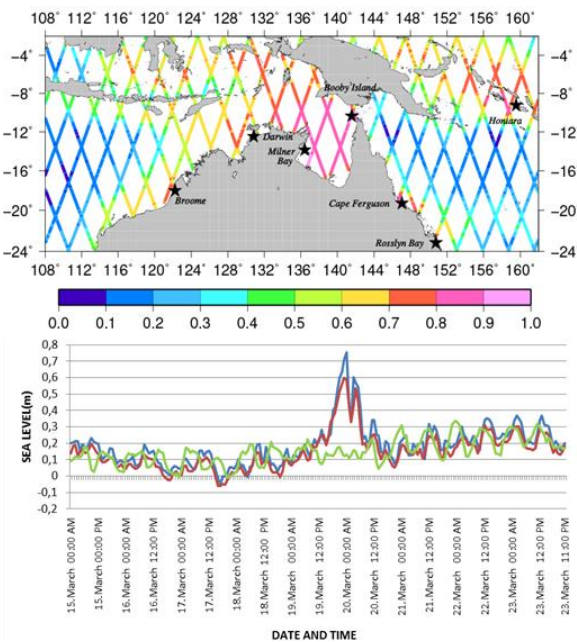 108° 112° 116° 120° 124° 128° 132° 136° 140° 144° 148° 152° 156° 160°
−4° −4°
Booby Island
−8° −8°
Honiara
−12° −12°
Darwin
Milner
Bay
−16° −16°
Broome
Cape Ferguson
−20° −20°
Rosslyn Bay
−24° −24°
108° 112° 116° 120° 124° 128° 132° 136° 140° 144° 148° 152° 156° 160°
0.0 0.1 0.2 0.3 0.4 0.5 0.6 0.7 0.8 0.9 1.0
0,8
0,7
0,6
0,5
0,4
0,3
0,2
0,1
0
-0,1
-0,2
SEA LEVEL(m)
15.March 00:00 AM
15.March 00:00 PM
16.March 00:00 AM
16.March 12:00 PM
17.March 00:00 AM
17.March 12:00 PM
18.March 00:00 AM
18.March 12:00 PM
19.March 00:00 AM
19.March 12:00 PM
20.March 00:00 AM
20.March 12:00 PM
21.March 00:00 AM
21.March 12:00 PM
22.March 00:00 AM
22.March 12:00 PM
23.March 00:00 AM
23.March 12:00 PM
23.March 11:00 PM
DATE AND TIME